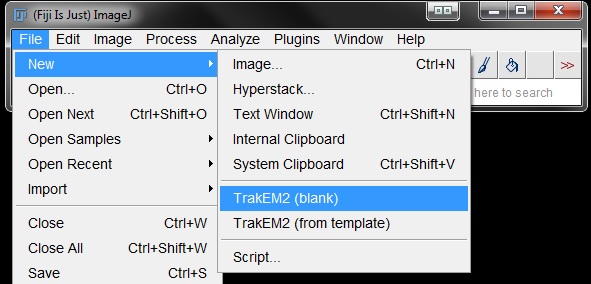 (Fiji Is Just) ImageJ
File Edit Image Process Analyze Plugins Window Help
>>
here to search
New
Open... Ctrl+O
Open Next Ctrl+Shift+O
Open Samples
Open Recent
Import
Close Ctrl+W
Close All Ctrl+Shift+W
Save Ctrl+S
Image... Ctrl+N
Hyperstack...
Text Window Ctrl+Shift+N
Internal Clipboard
System Clipboard Ctrl+Shift+V
TrakEM2 (blank)
TrakEM2 (from template)
Script...